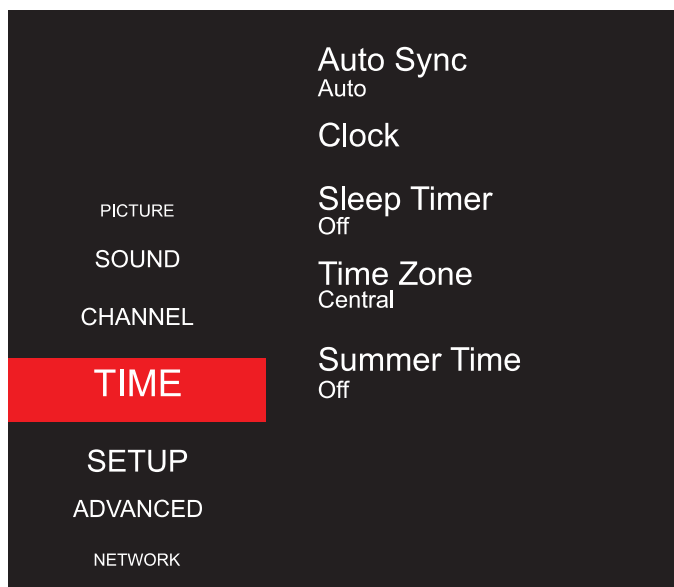 PICTURE
SOUND
CHANNEL
TIME
SETUP
ADVANCED
NETWORK
Auto Sync
Auto
Clock
Sleep Timer
Off
Time Zone
Central
Summer Time
Off